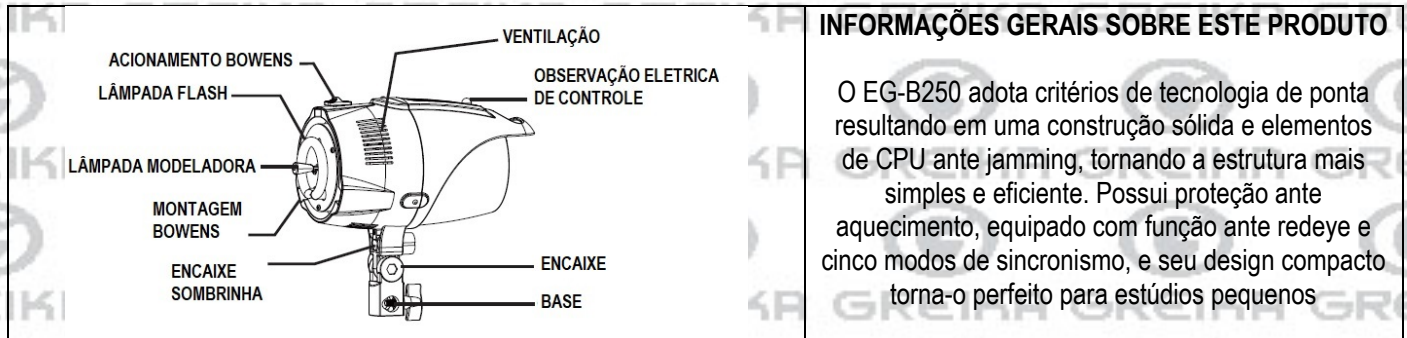 VENTILAÇÃO
ACIONAMENTO BOWENS
OBSERVAÇÃO ELETRICA
DE CONTROLE
LÂMPADA FLASH
LÂMPADA MODELADORA
MONTAGEM
BOWENS
ENCAIXE
SOMBRINHA
ENCAIXE
BASE
INFORMAÇÕES GERAIS SOBRE ESTE PRODUTO
O EG-B250 adota critérios de tecnologia de ponta
resultando em uma construção sólida e elementos
de CPU ante jamming, tornando a estrutura mais
simples e eficiente. Possui proteção ante
aquecimento, equipado com função ante redeye e
cinco modos de sincronismo, e seu design compacto
torna-o perfeito para estúdios pequenos
GREIKA